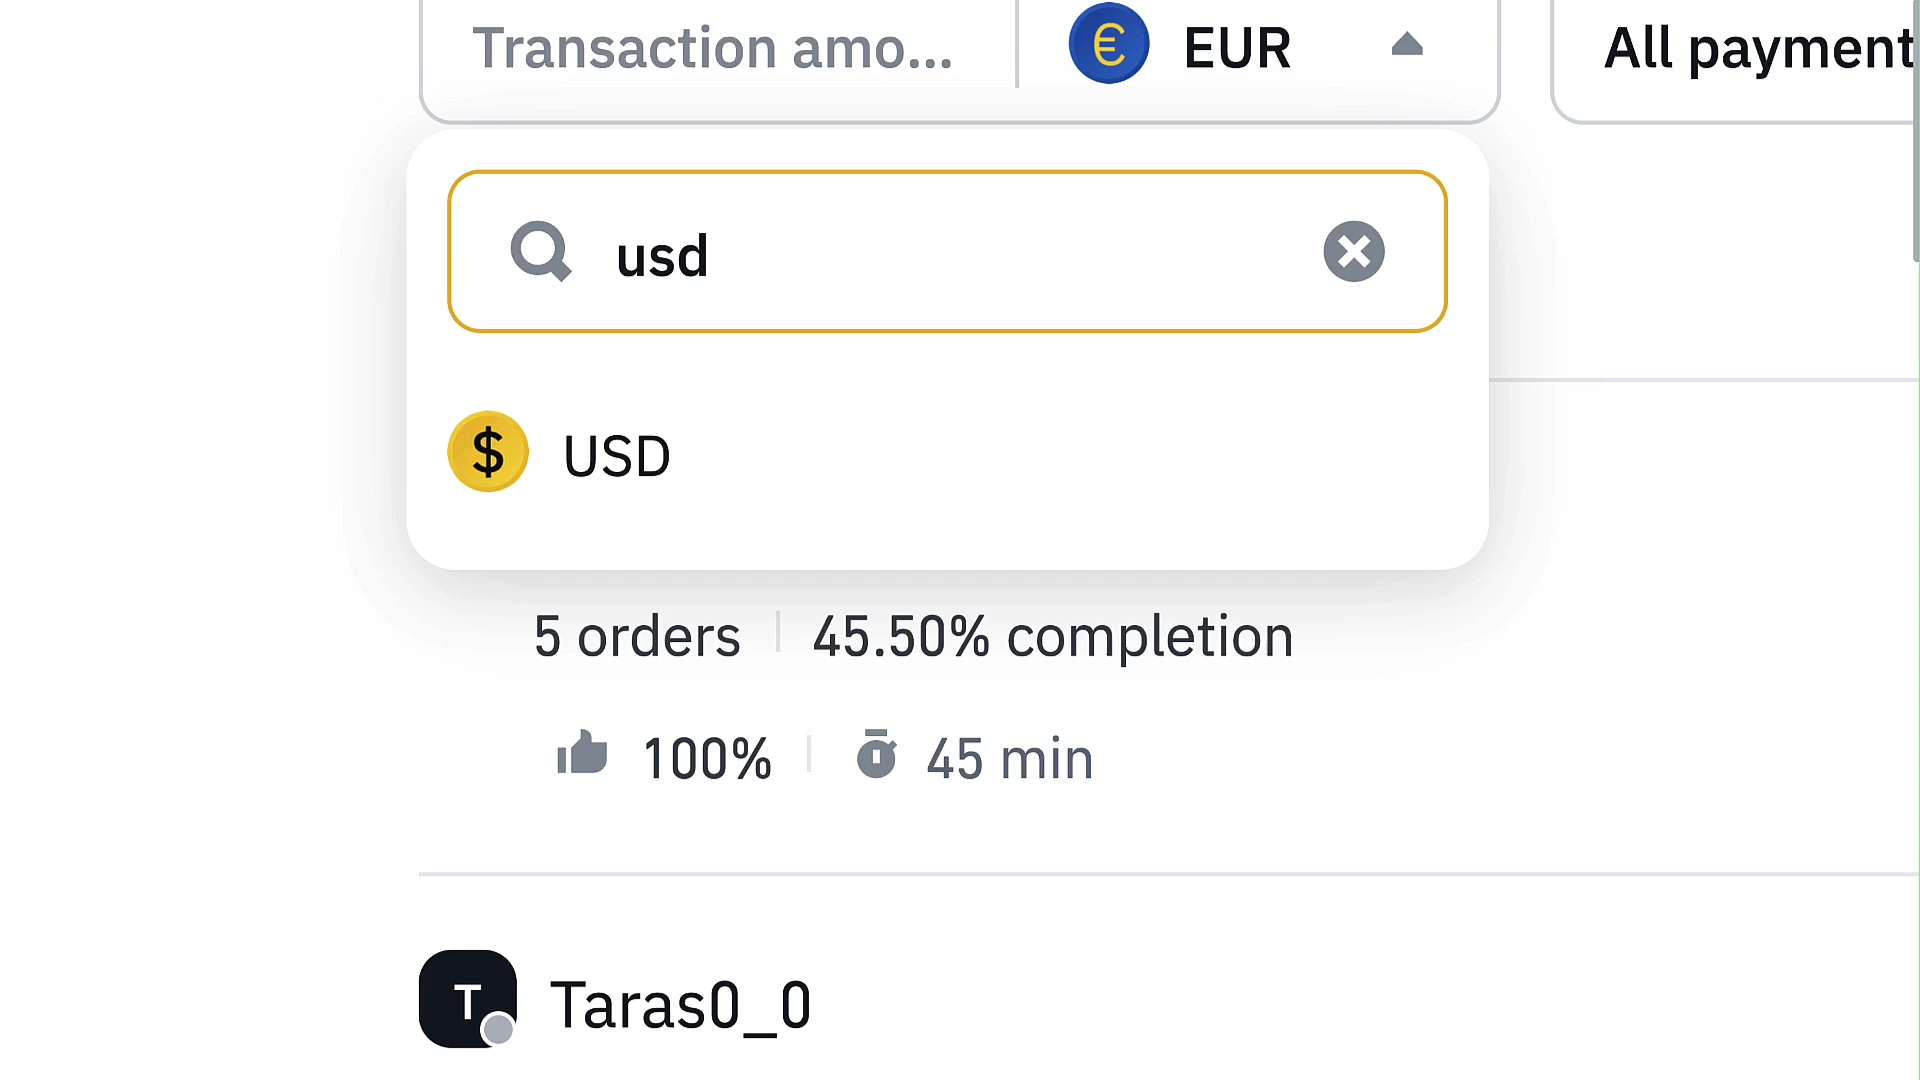 Transaction amo...
€ EUR
All payment
usd
$ USD
5 orders
45.50% completion
100%
45 min
T
Taras0_0